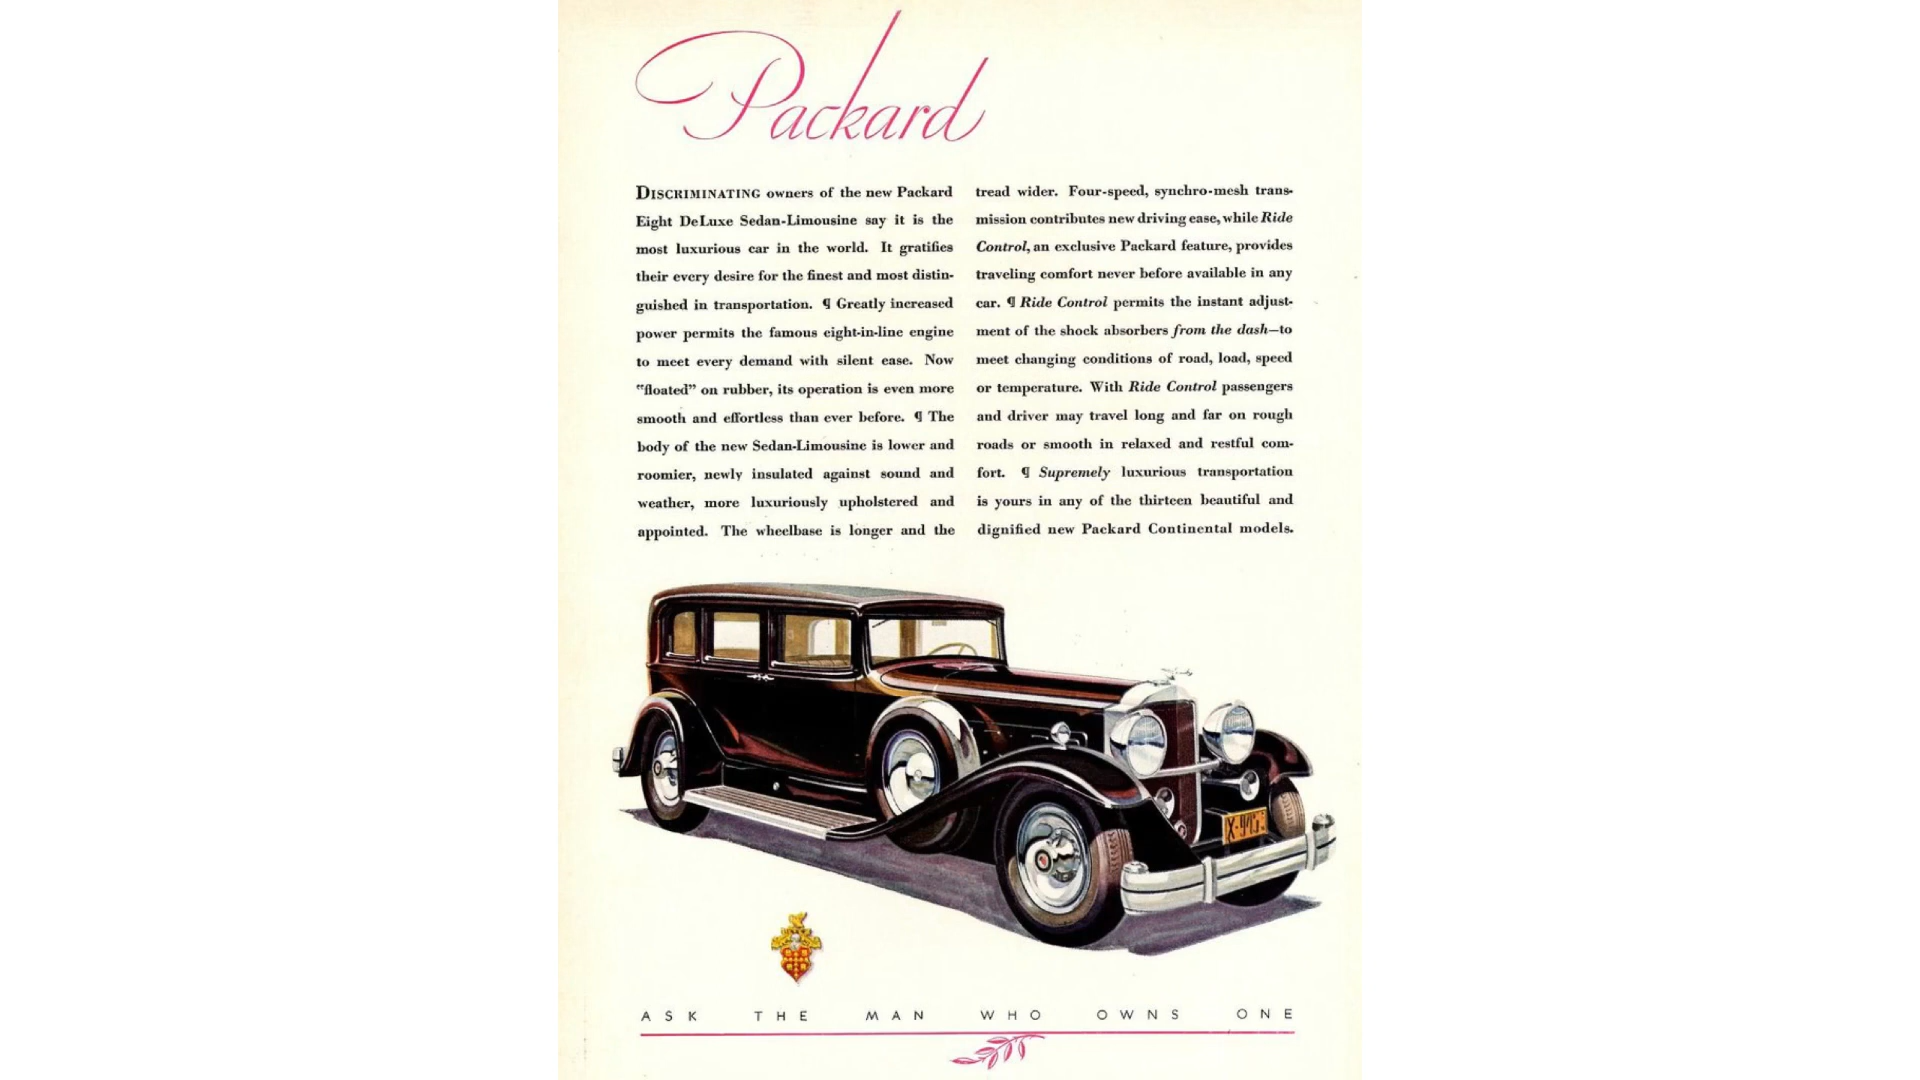 Packard
DISCRIMINATING owners of the new Packard
Eight DeLuxe Sedan-Limousine say it is the
most luxurious car in the world. It gratifies
their every desire for the finest and most distin-
guished in transportation. ¶ Greatly increased
power permits the famous eight-in-line engine
to meet every demand with silent ease. Now
“floated” on rubber, its operation is even more
smooth and effortless than ever before. ¶ The
body of the new Sedan-Limousine is lower and
roomier, newly insulated against sound and
weather, more luxuriously upholstered and
appointed. The wheelbase is longer and the
tread wider. Four-speed, synchro-mesh trans-
mission contributes new driving ease, while Ride
Control, an exclusive Packard feature, provides
traveling comfort never before available in any
car. ¶ Ride Control permits the instant adjust-
ment of the shock absorbers from the dash—to
meet changing conditions of road, load, speed
or temperature. With Ride Control passengers
and driver may travel long and far on rough
roads or smooth in relaxed and restful com-
fort. ¶ Supremely luxurious transportation
is yours in any of the thirteen beautiful and
dignified new Packard Continental models.
ASK THE MAN WHO OWNS ONE